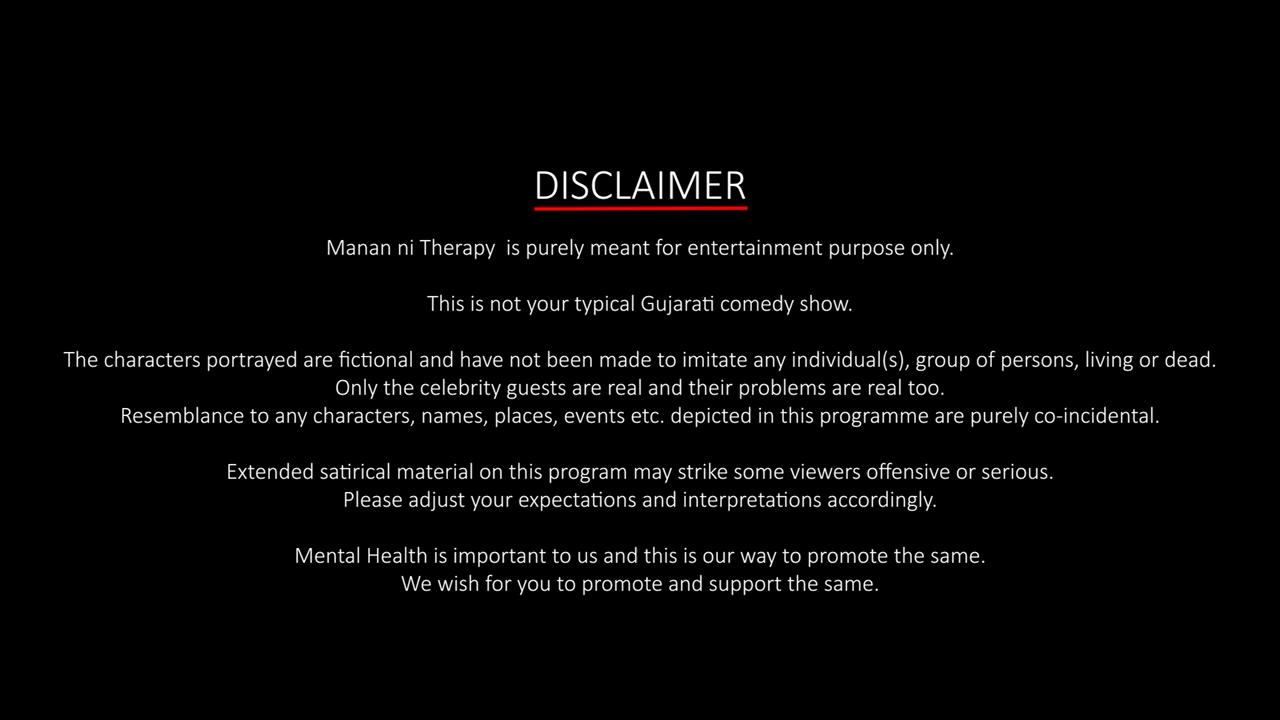 DISCLAIMER
Manan ni Therapy  is purely meant for entertainment purpose only.
This is not your typical Gujarati comedy show.
The characters portrayed are fictional and have not been made to imitate any individual(s), group of persons, living or dead.
Only the celebrity guests are real and their problems are real too.
Resemblance to any characters, names, places, events etc. depicted in this programme are purely co-incidental.
Extended satirical material on this program may strike some viewers offensive or serious.
Please adjust your expectations and interpretations accordingly.
Mental Health is important to us and this is our way to promote the same.
We wish for you to promote and support the same.